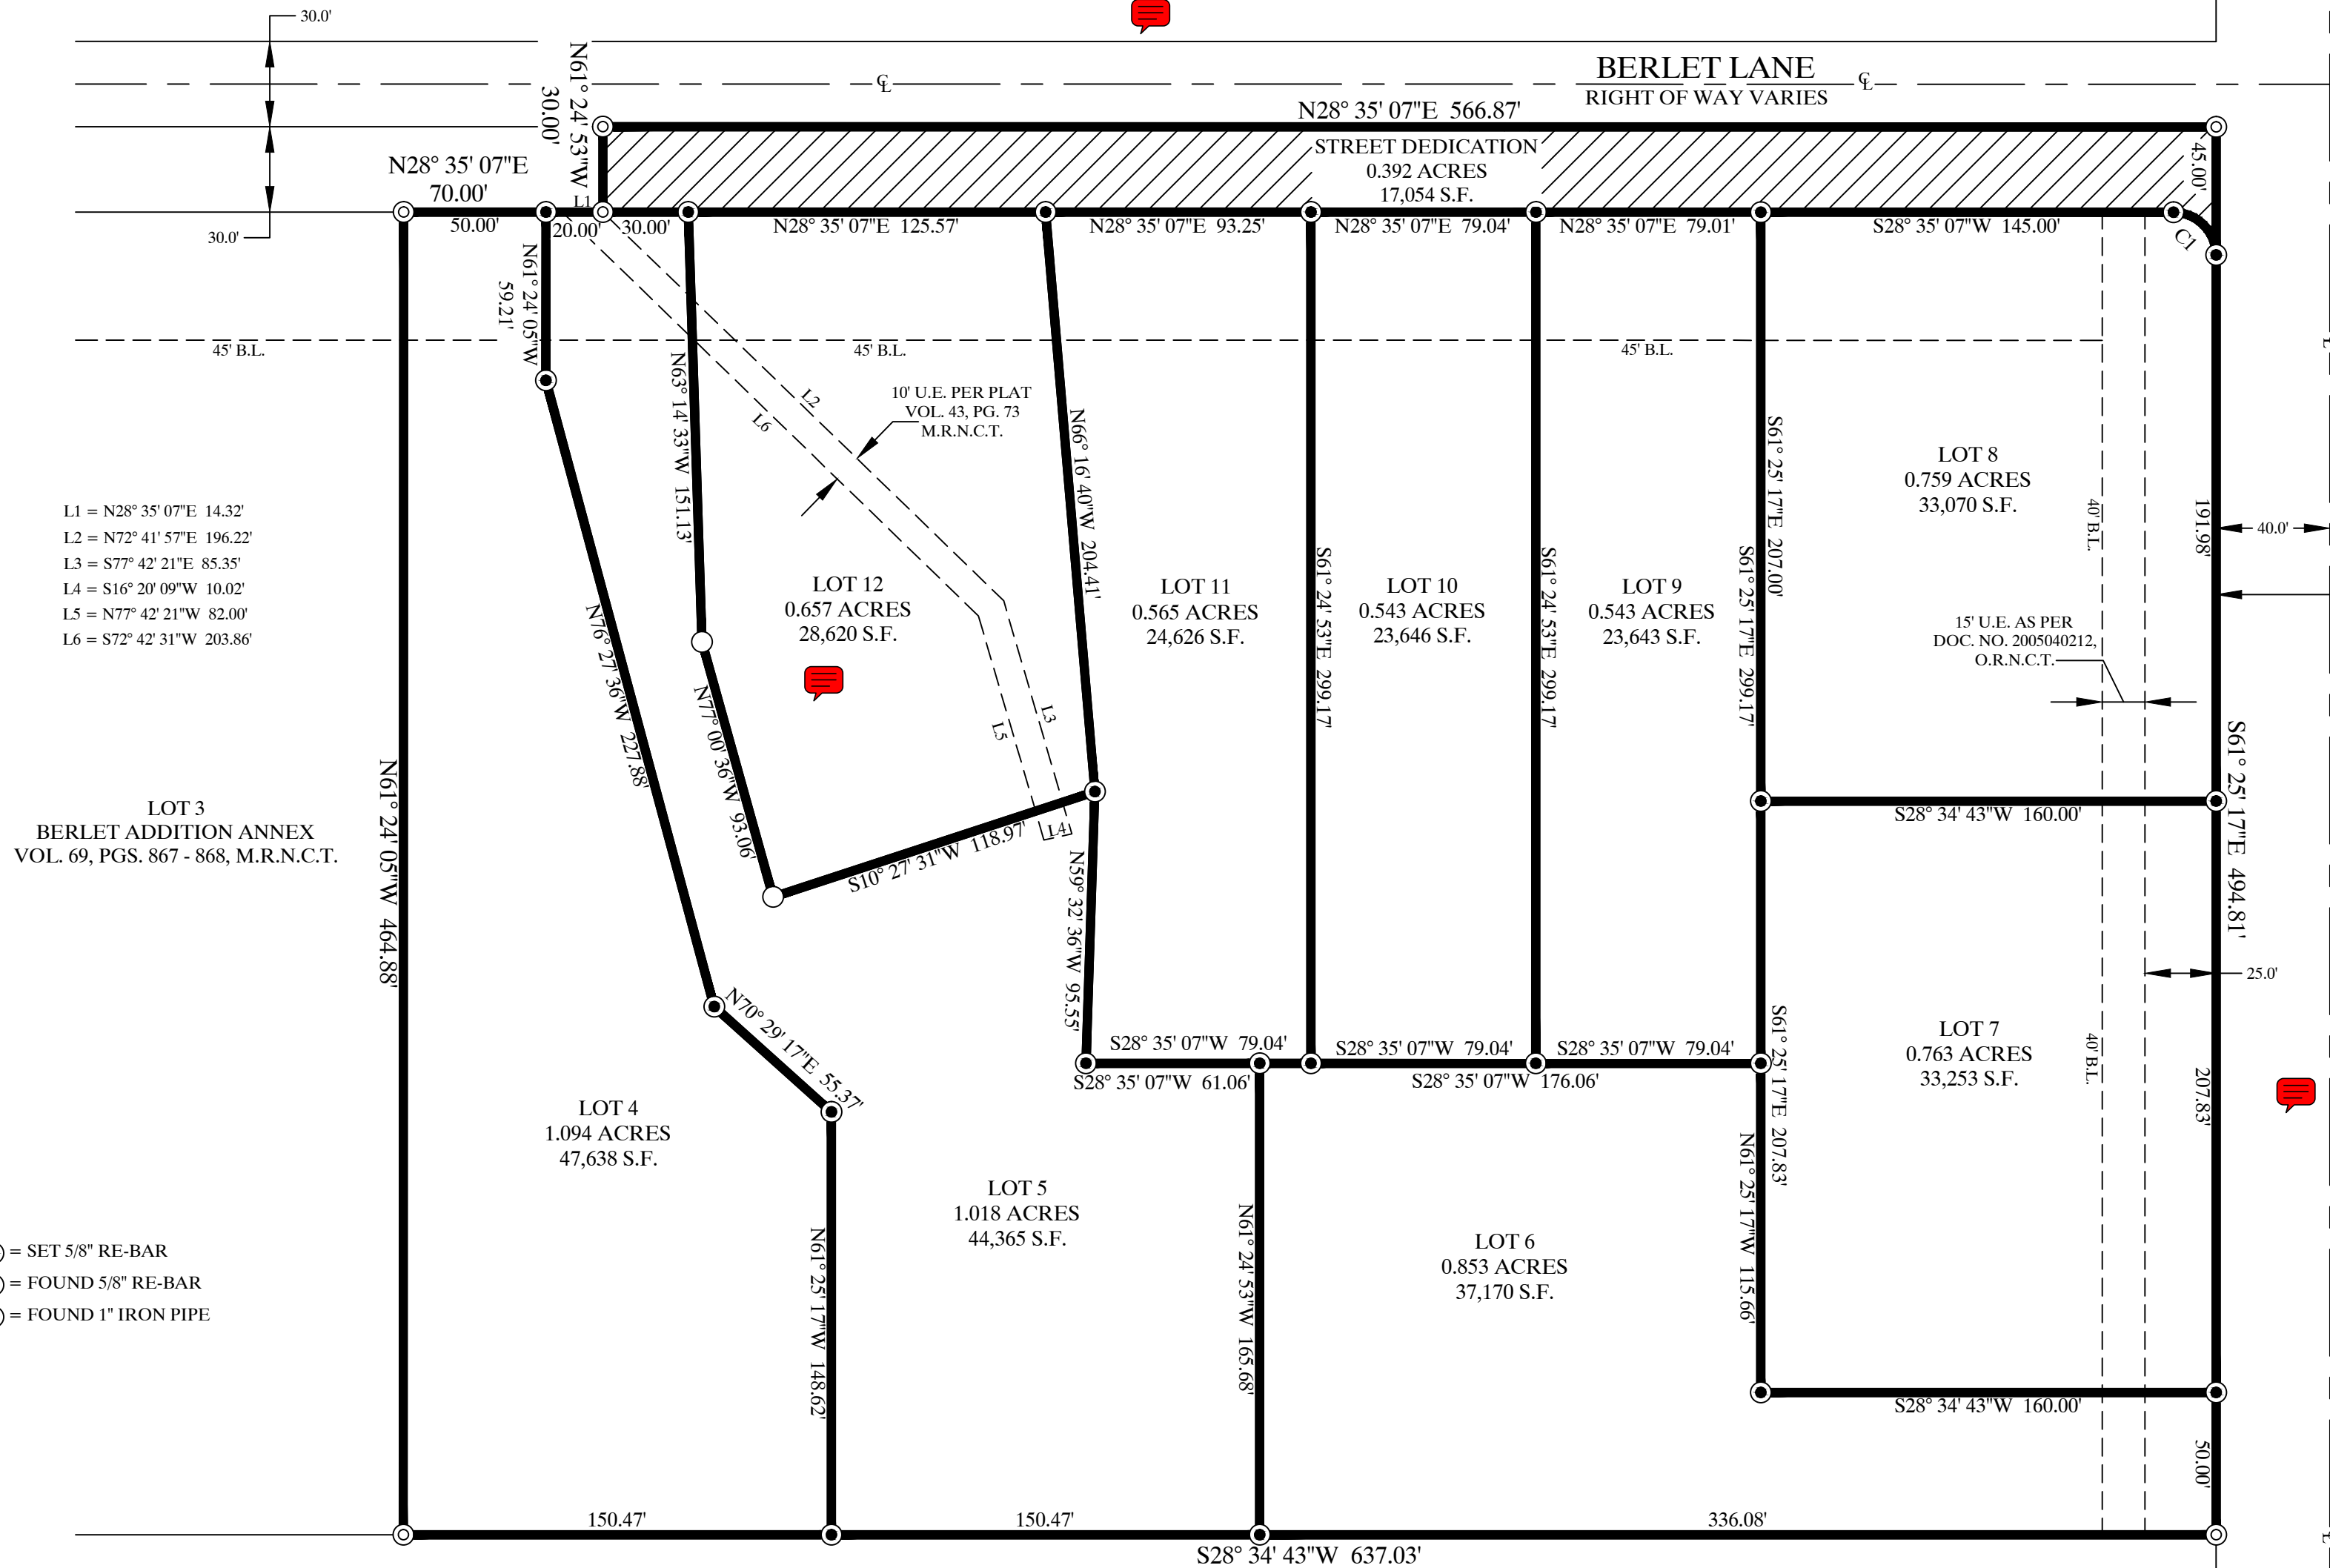 30.0'
30.0'
BERLET LANE
RIGHT OF WAY VARIES
N61° 24' 53"W
30.00'
N28° 35' 07"E 566.87'
STREET DEDICATION
0.392 ACRES
17,054 S.F.
45.00'
N28° 35' 07"E
70.00'
L1
50.00'
20.00'
30.00'
N28° 35' 07"E 125.57'
N28° 35' 07"E 93.25'
N28° 35' 07"E 79.04'
N28° 35' 07"E 79.01'
S28° 35' 07"W 145.00'
C1
N61° 24' 05"W
59.21'
45' B.L.
45' B.L.
45' B.L.
N63° 14' 33"W 151.13'
L2
L6
10' U.E. PER PLAT
VOL. 43, PG. 73
M.R.N.C.T.
N66° 16' 40"W 204.41'
S61° 25' 17"E 207.00'
LOT 8
0.759 ACRES
33,070 S.F.
40' B.L.
191.98'
40.0'
L1 = N28° 35' 07"E 14.32'
L2 = N72° 41' 57"E 196.22'
L3 = S77° 42' 21"E 85.35'
L4 = S16° 20' 09"W 10.02'
L5 = N77° 42' 21"W 82.00'
L6 = S72° 42' 31"W 203.86'
LOT 12
0.657 ACRES
28,620 S.F.
LOT 11
0.565 ACRES
24,626 S.F.
S61° 24' 53"E 299.17'
LOT 10
0.543 ACRES
23,646 S.F.
S61° 24' 53"E 299.17'
LOT 9
0.543 ACRES
23,643 S.F.
S61° 25' 17"E 299.17'
15' U.E. AS PER
DOC. NO. 2005040212,
O.R.N.C.T.
N76° 27' 36"W 227.88'
N77° 00' 36"W 93.06'
L5
L3
L4
S10° 27' 31"W 118.97'
N61° 24' 05"W 464.88'
LOT 3
BERLET ADDITION ANNEX
VOL. 69, PGS. 867 - 868, M.R.N.C.T.
S28° 34' 43"W 160.00'
S61° 25' 17"E 494.81'
25.0'
N59° 32' 36"W 95.55'
N70° 29' 17"E 55.37'
S28° 35' 07"W 79.04'
S28° 35' 07"W 79.04'
S28° 35' 07"W 79.04'
S28° 35' 07"W 61.06'
S28° 35' 07"W 176.06'
S61° 25' 17"E 207.83'
LOT 7
0.763 ACRES
33,253 S.F.
40' B.L.
207.83'
LOT 4
1.094 ACRES
47,638 S.F.
LOT 5
1.018 ACRES
44,365 S.F.
LOT 6
0.853 ACRES
37,170 S.F.
N61° 25' 17"W 148.62'
N61° 24' 53"W 165.68'
N61° 25' 17"W 115.66'
= SET 5/8" RE-BAR
= FOUND 5/8" RE-BAR
= FOUND 1" IRON PIPE
S28° 34' 43"W 160.00'
50.00'
150.47'
150.47'
336.08'
S28° 34' 43"W 637.03'